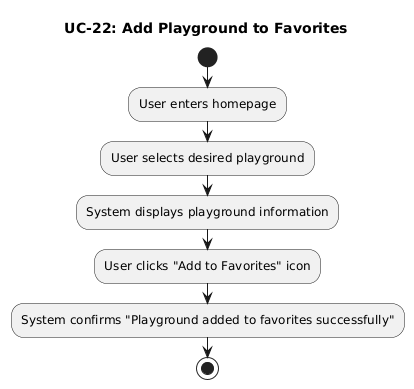 UC-22: Add Playground to Favorites
User enters homepage
User selects desired playground
System displays playground information
User clicks "Add to Favorites" icon
System confirms "Playground added to favorites successfully"